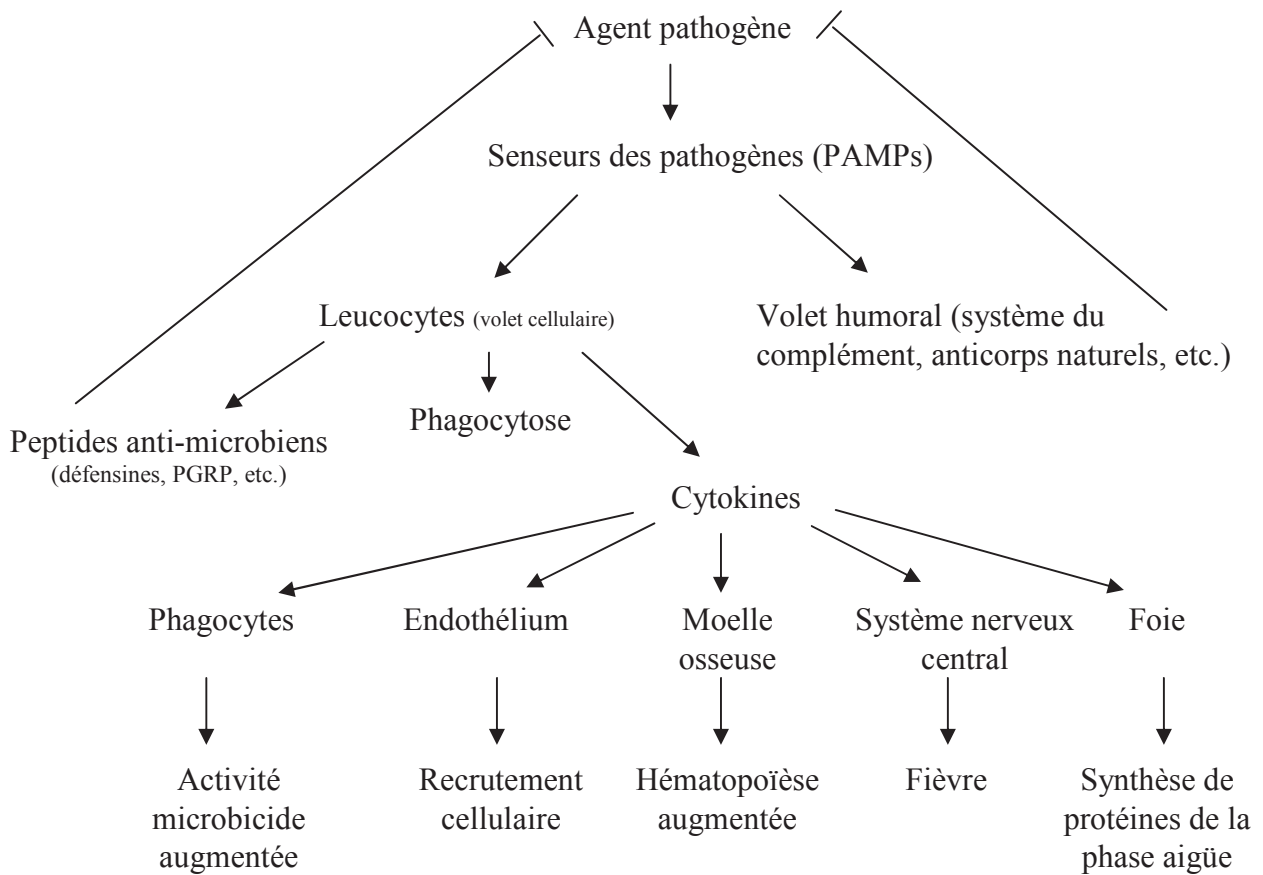 Agent pathogène
Senseurs des pathogènes (PAMPs)
Leucocytes (volet cellulaire)
Volet humoral (système du
complément, anticorps naturels, etc.)
Peptides anti-microbiens
(défensines, PGRP, etc.)
Phagocytose
Cytokines
Phagocytes
Endothélium
Moelle
osseuse
Système nerveux
central
Foie
Activité
microbicide
augmentée
Recrutement
cellulaire
Hématopoïèse
augmentée
Fièvre
Synthèse de
protéines de la
phase aigüe